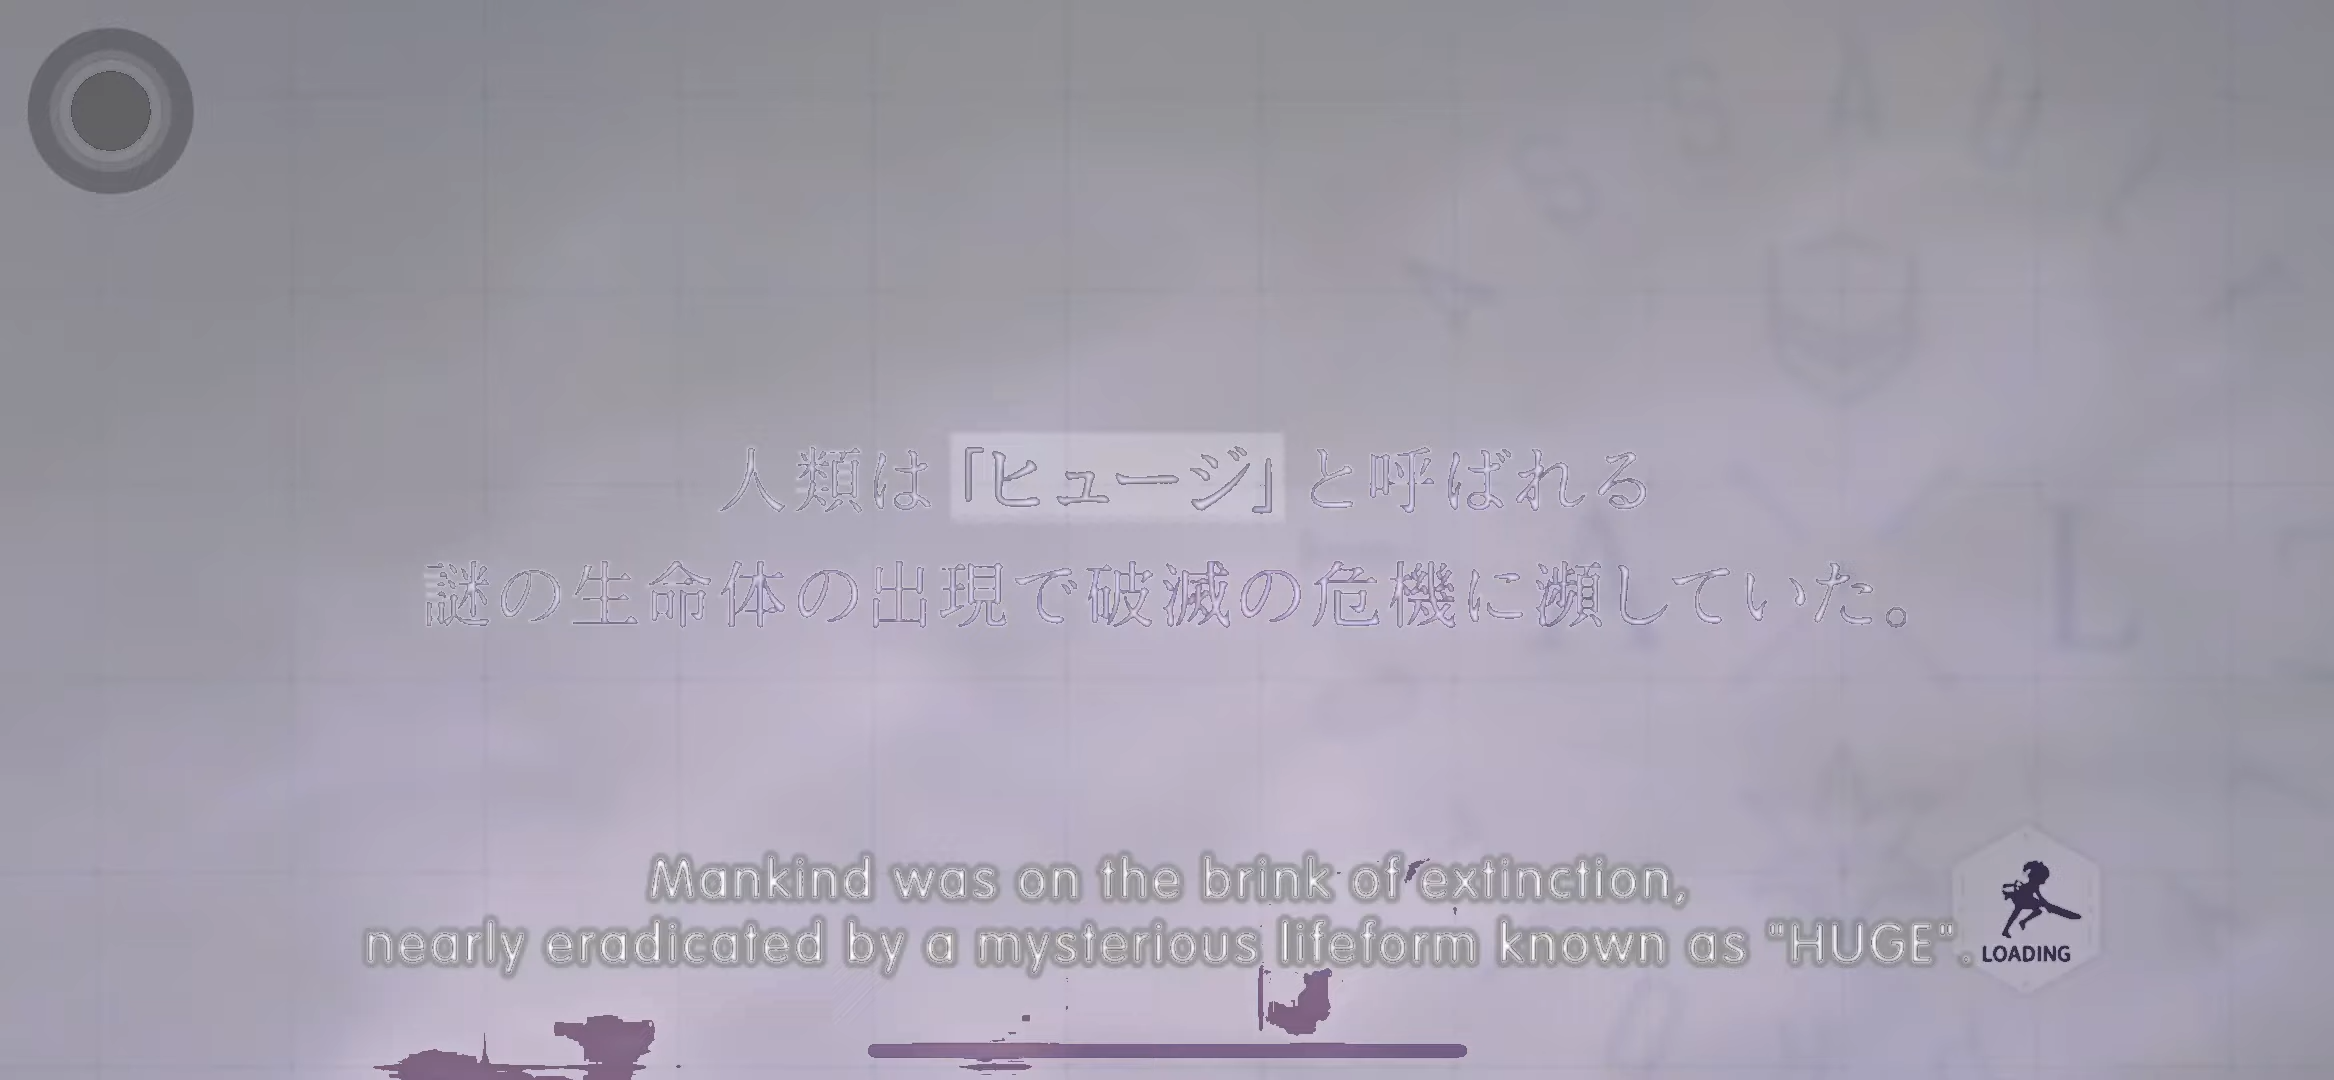 人類は「ヒュージ」と呼ばれる
謎の生命体の出現で破滅の危機に瀕していた。
Mankind was on the brink of extinction,
nearly eradicated by a mysterious lifeform known as "HUGE".
LOADING